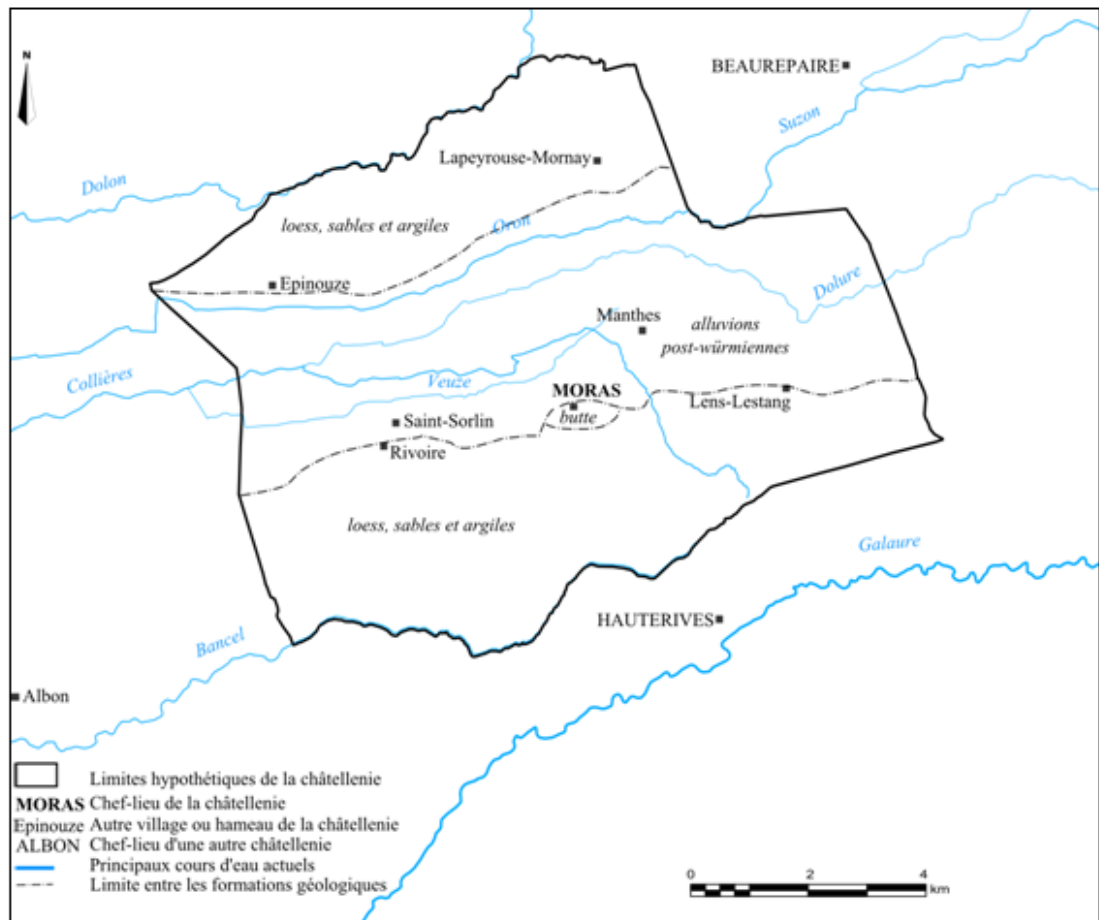 N
BEAUREPAIRE
Suzon
Lapeyrouse-Mornay
Dolon
loess, sables et argiles
Oron
Epinouze
Dolure
Manthes
alluvions
post-würmiennes
Collières
Veuze
MORAS
butte
Lens-Lestang
Saint-Sorlin
Rivoire
loess, sables et argiles
Galaure
HAUTERIVES
Bancel
Albon
Limites hypothétiques de la châtellenie
MORAS Chef-lieu de la châtellenie
Epinouze Autre village ou hameau de la châtellenie
ALBON Chef-lieu d'une autre châtellenie
Principaux cours d'eau actuels
Limite entre les formations géologiques
0 2 4
km